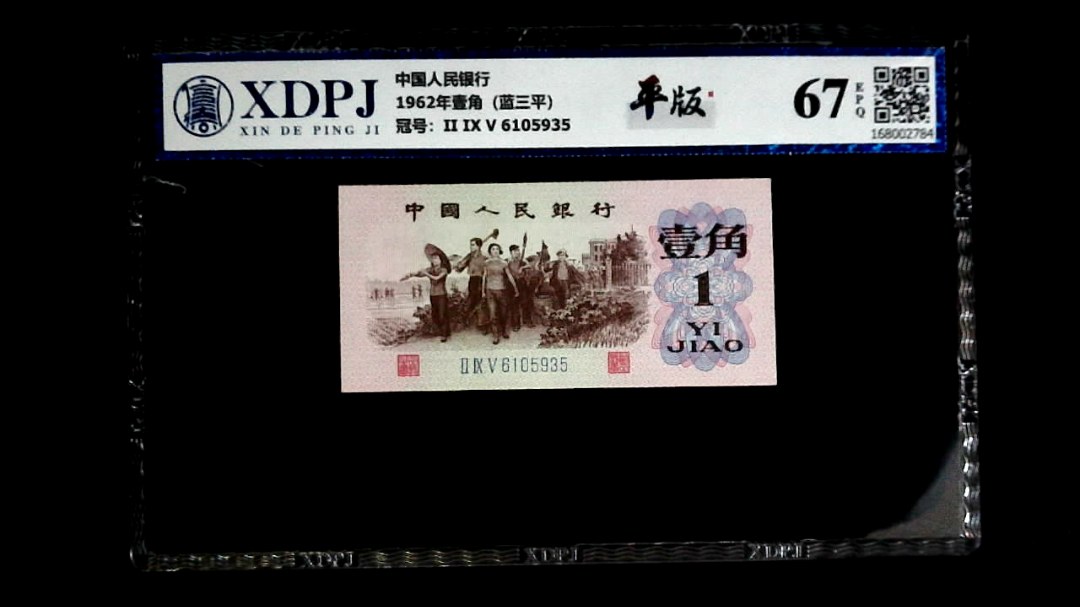 XDPJ
XIN DE PING JI
中国人民银行
1962年壹角（蓝三平）
冠号：II IX V 6105935
平版
67
EPQ
168002784
中國人民銀行
壹角
1
YI
JIAO
II IX V 6105935
XDPJ XDPJ XDPJ